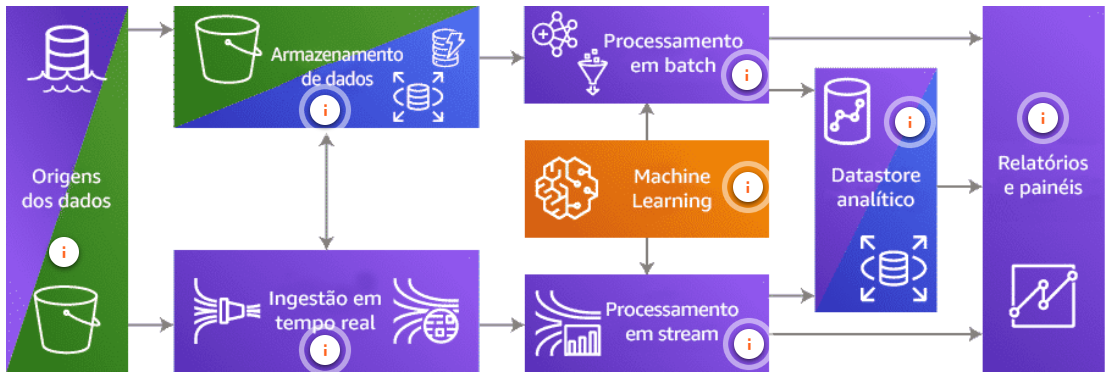 Origens
dos dados
i
Armazenamento
de dados
i
Ingestão em
tempo real
i
Processamento
em batch
i
Machine
Learning
i
Processamento
em stream
i
Datastore
analítico
i
Relatórios
e painéis
i